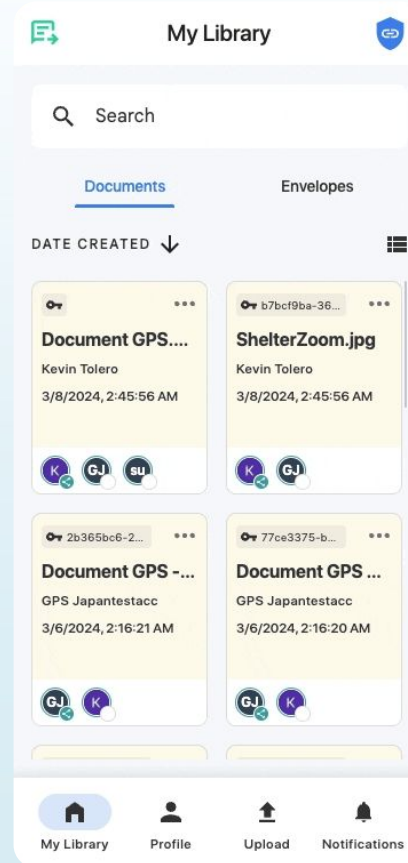 My Library
Search
Documents Envelopes
DATE CREATED
b7bcf9ba-36...
Document GPS.... ShelterZoom.jpg
Kevin Tolero Kevin Tolero
3/8/2024, 2:45:56 AM 3/8/2024, 2:45:56 AM
K GJ su K GJ
2b365bc6-2... 77ce3375-b...
Document GPS -... Document GPS ...
GPS Japantestacc GPS Japantestacc
3/6/2024, 2:16:21 AM 3/6/2024, 2:16:20 AM
GJ K GJ K
My Library Profile Upload Notifications